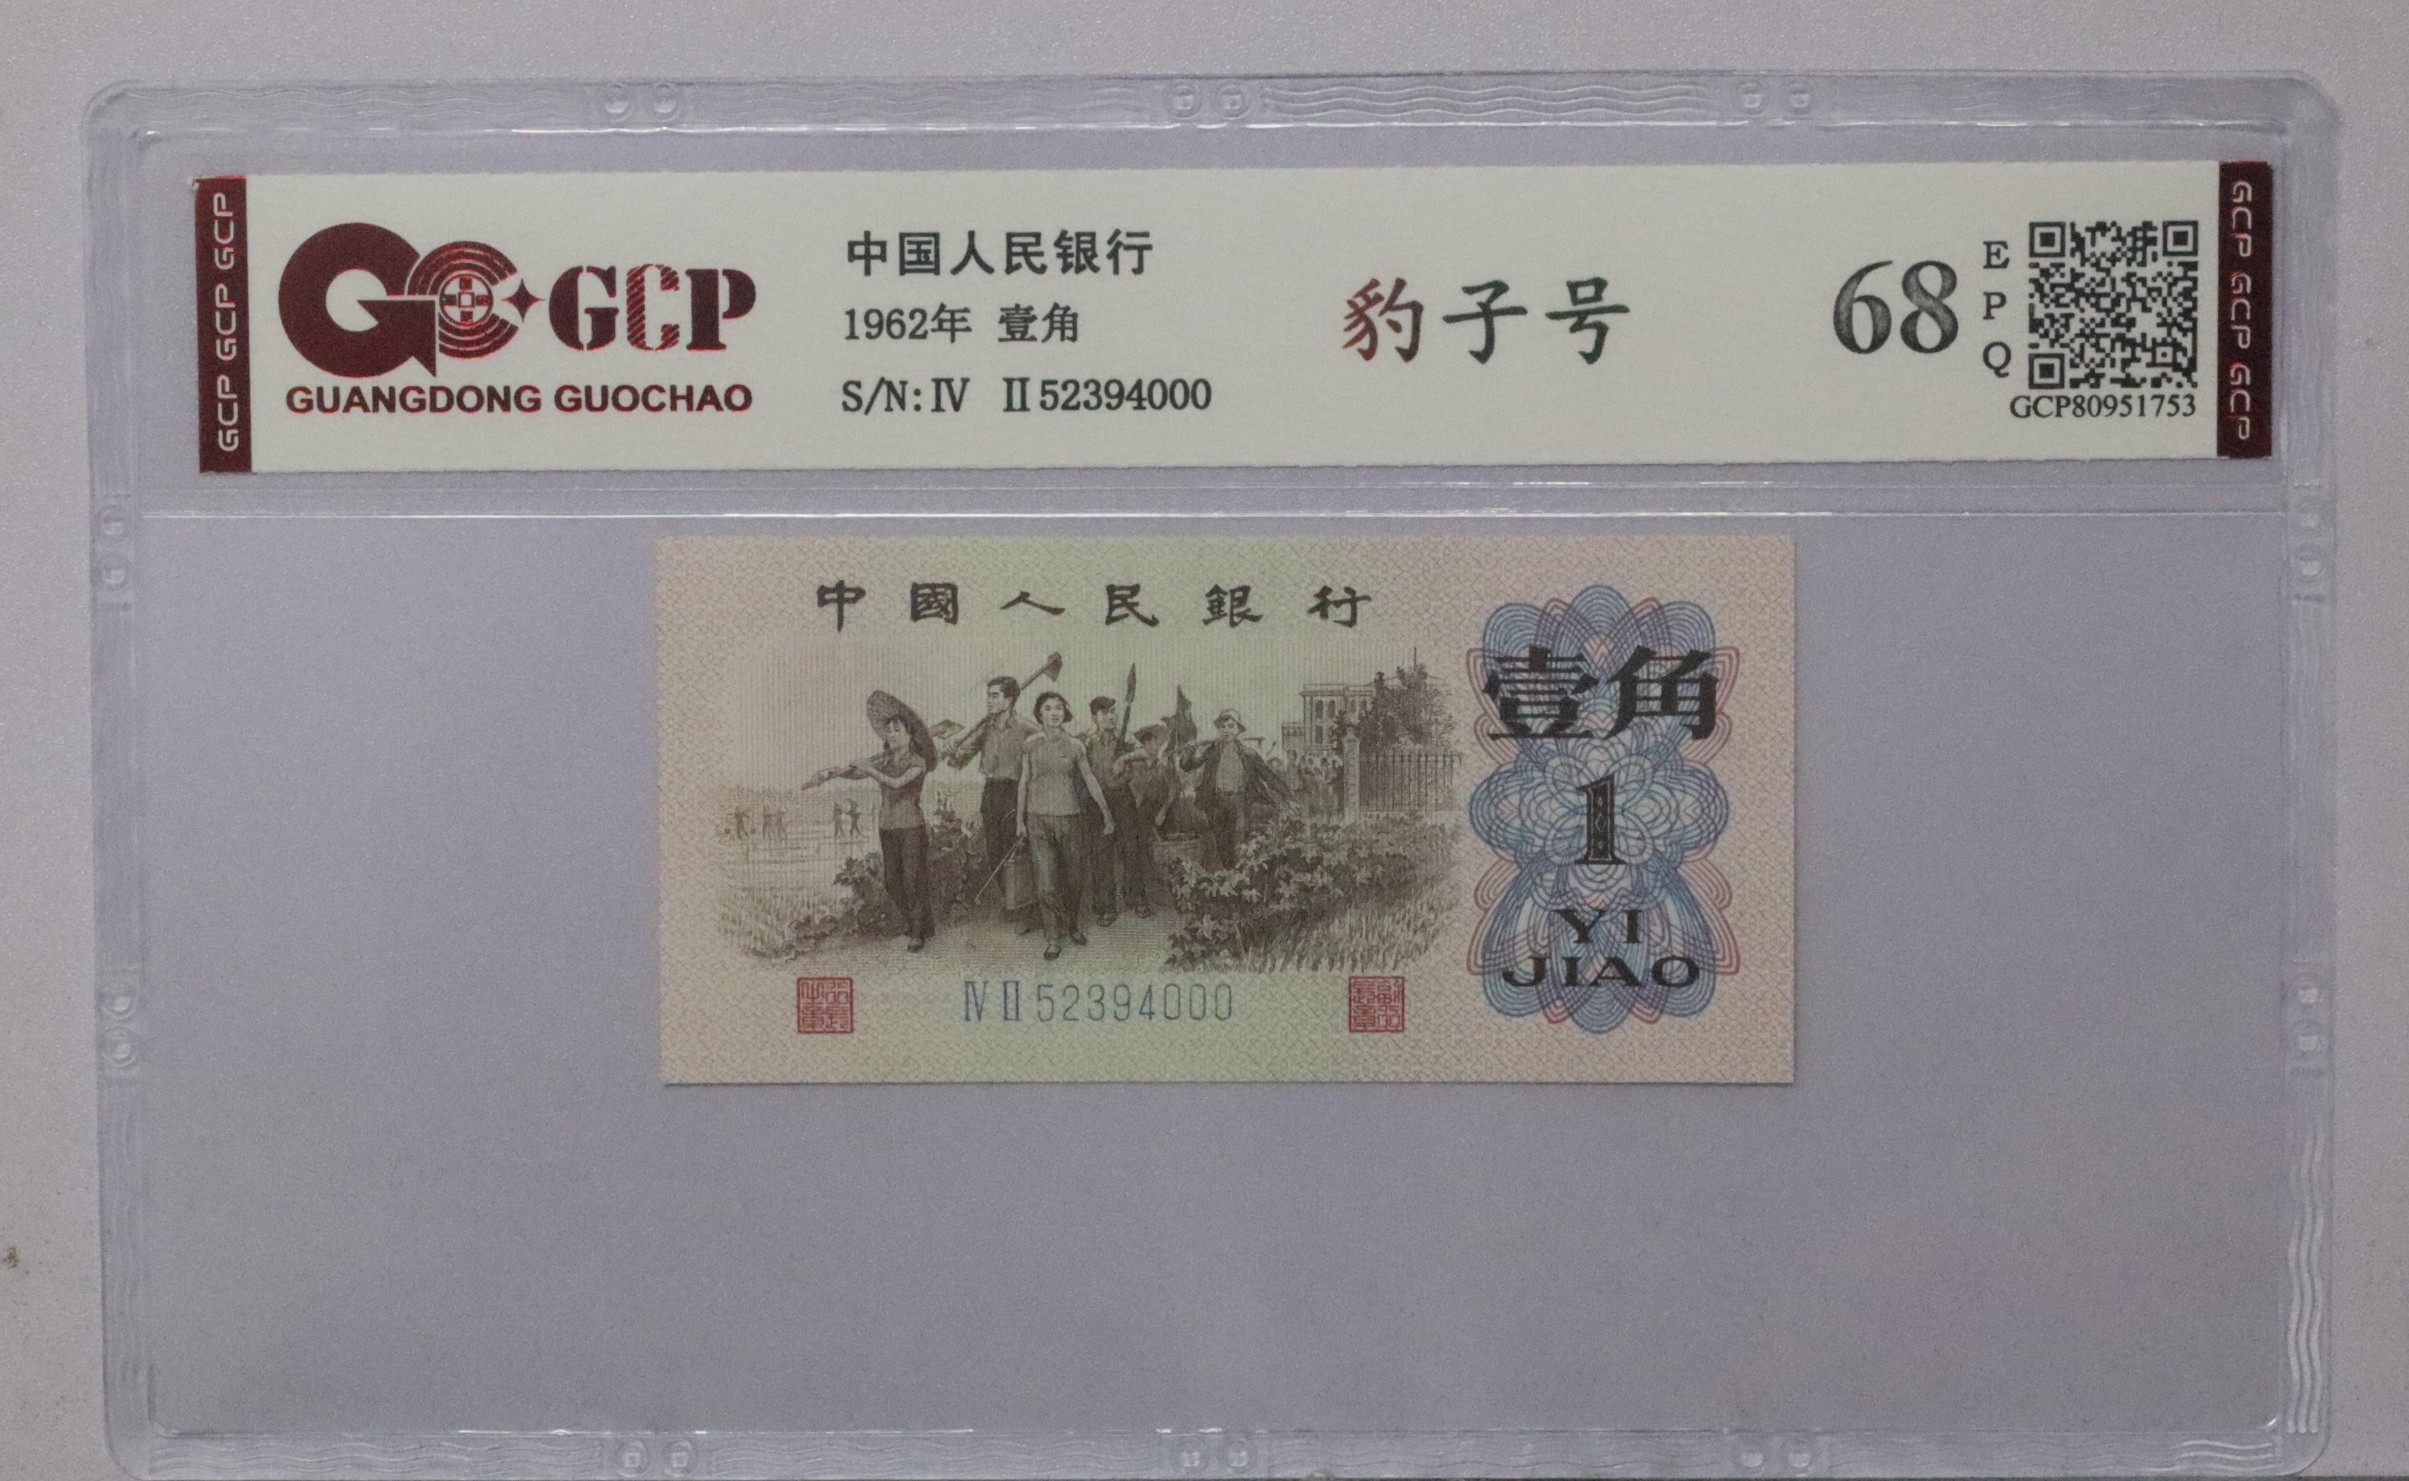 GCP GCP GCP
GCP
GUANGDONG GUOCHAO
中国人民银行
1962年 壹角
S/N: Ⅳ Ⅱ 52394000
豹子号
68
E
P
Q
GCP80951753
GCP GCP GCP
中國人民銀行
壹角
1
YI
JIAO
Ⅳ Ⅱ 52394000